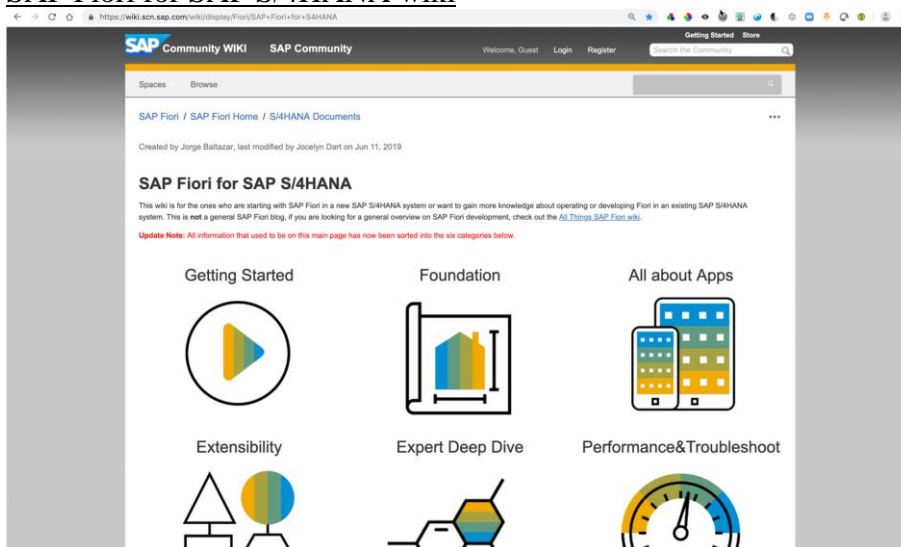 SAP Fiori for SAP S/4HANA wiki
https://wiki.scn.sap.com/wiki/display/Fiori/SAP+Fiori+for+S4HANA
Getting Started Store
SAP Community WIKI SAP Community
Welcome, Guest Login Register Search the Community
Spaces Browse
SAP Fiori / SAP Fiori Home / S/4HANA Documents
Created by Jorge Baltazar, last modified by Jocelyn Dart on Jun 11, 2019
SAP Fiori for SAP S/4HANA
This wiki is for the ones who are starting with SAP Fiori in a new SAP S/4HANA system or want to gain more knowledge about operating or developing Fiori in an existing SAP S/4HANA
system. This is not a general SAP Fiori blog, if you are looking for a general overview on SAP Fiori development, check out the All Things SAP Fiori wiki.
Update Note: All information that used to be on this main page has now been sorted into the six categories below.
Getting Started Foundation All about Apps
Extensibility Expert Deep Dive Performance&Troubleshoot